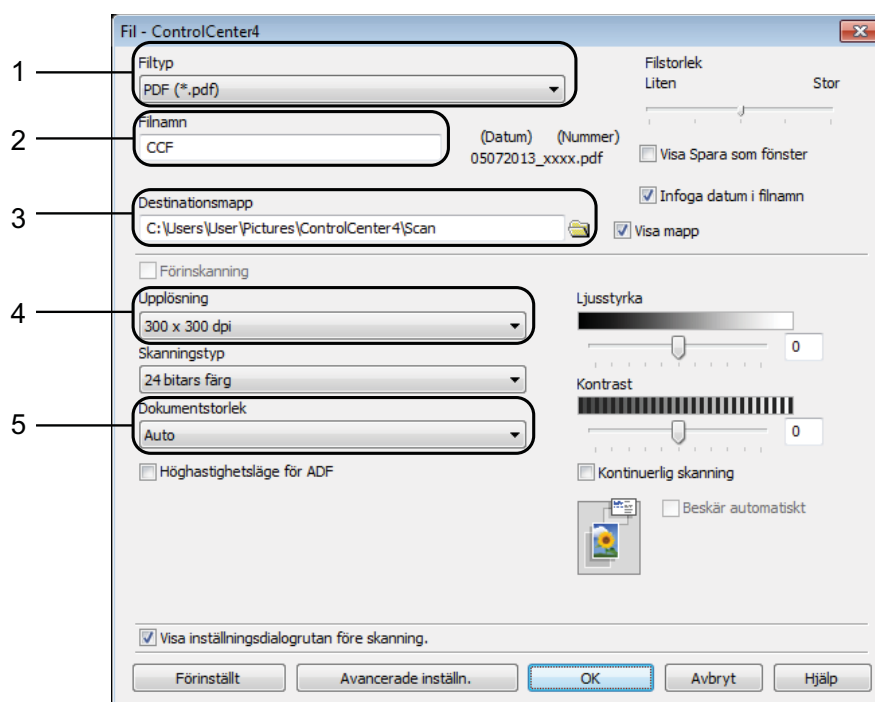 Fil - ControlCenter4
1
Filtyp
PDF (*.pdf)
Filstorlek
Liten
Stor
2
Filnamn
CCF
(Datum)
(Nummer)
05072013_xxxx.pdf
Visa Spara som fönster
Infoga datum i filnamn
3
Destinationsmapp
C:\Users\User\Pictures\ControlCenter4\Scan
Visa mapp
Förinskanning
4
Upplösning
300 x 300 dpi
Skanningstyp
24 bitars färg
5
Dokumentstorlek
Auto
Höghastighetsläge för ADF
Ljusstyrka
0
Kontrast
0
Kontinuerlig skanning
Beskär automatiskt
Visa inställningsdialogrutan före skanning.
Förinställt
Avancerade inställn.
OK
Avbryt
Hjälp